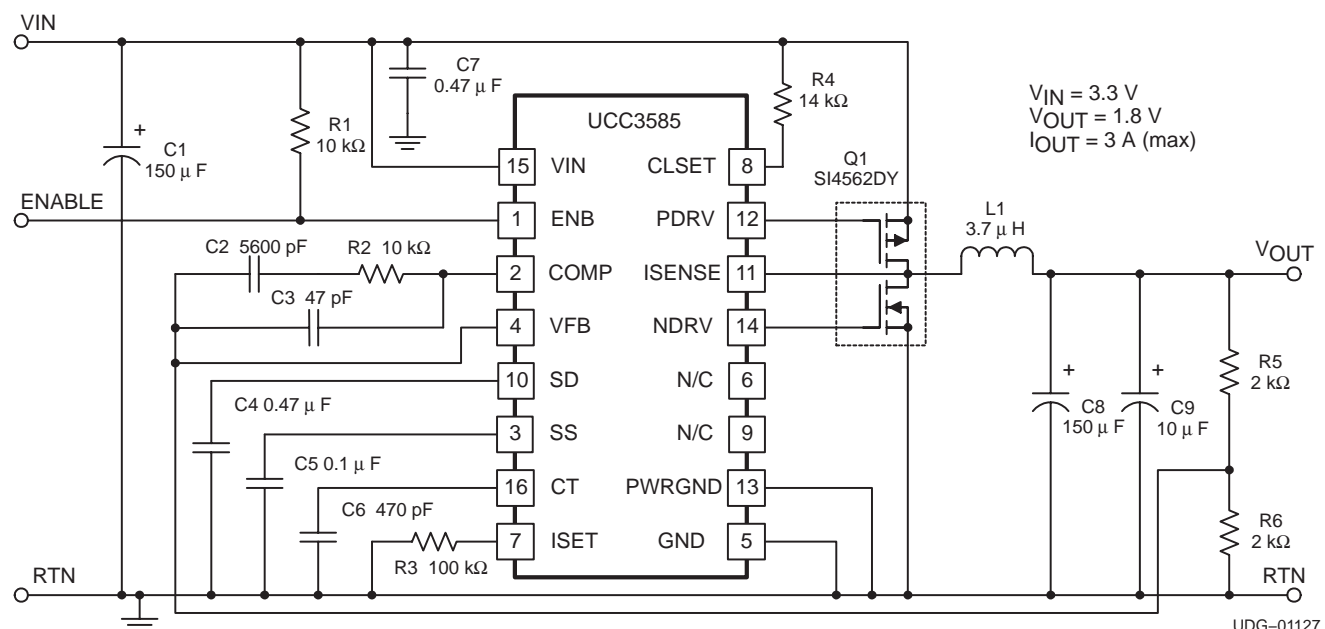 VIN
C7
0.47 μ F
R4
14 kΩ
VIN = 3.3 V
VOUT = 1.8 V
IOUT = 3 A (max)
UCC3585
R1
10 kΩ
+
C1
150 μ F
15 VIN
CLSET 8
Q1
SI4562DY
ENABLE
1 ENB
PDRV 12
L1
3.7 μ H
C2 5600 pF
R2 10 kΩ
2 COMP
ISENSE 11
VOUT
C3 47 pF
4 VFB
NDRV 14
10 SD
N/C 6
+
C8
150 μ F
+
C9
10 μ F
R5
2 kΩ
C4 0.47 μ F
3 SS
N/C 9
C5 0.1 μ F
16 CT
PWRGND 13
C6 470 pF
7 ISET
GND 5
R6
2 kΩ
R3 100 kΩ
RTN
RTN
UDG–01127